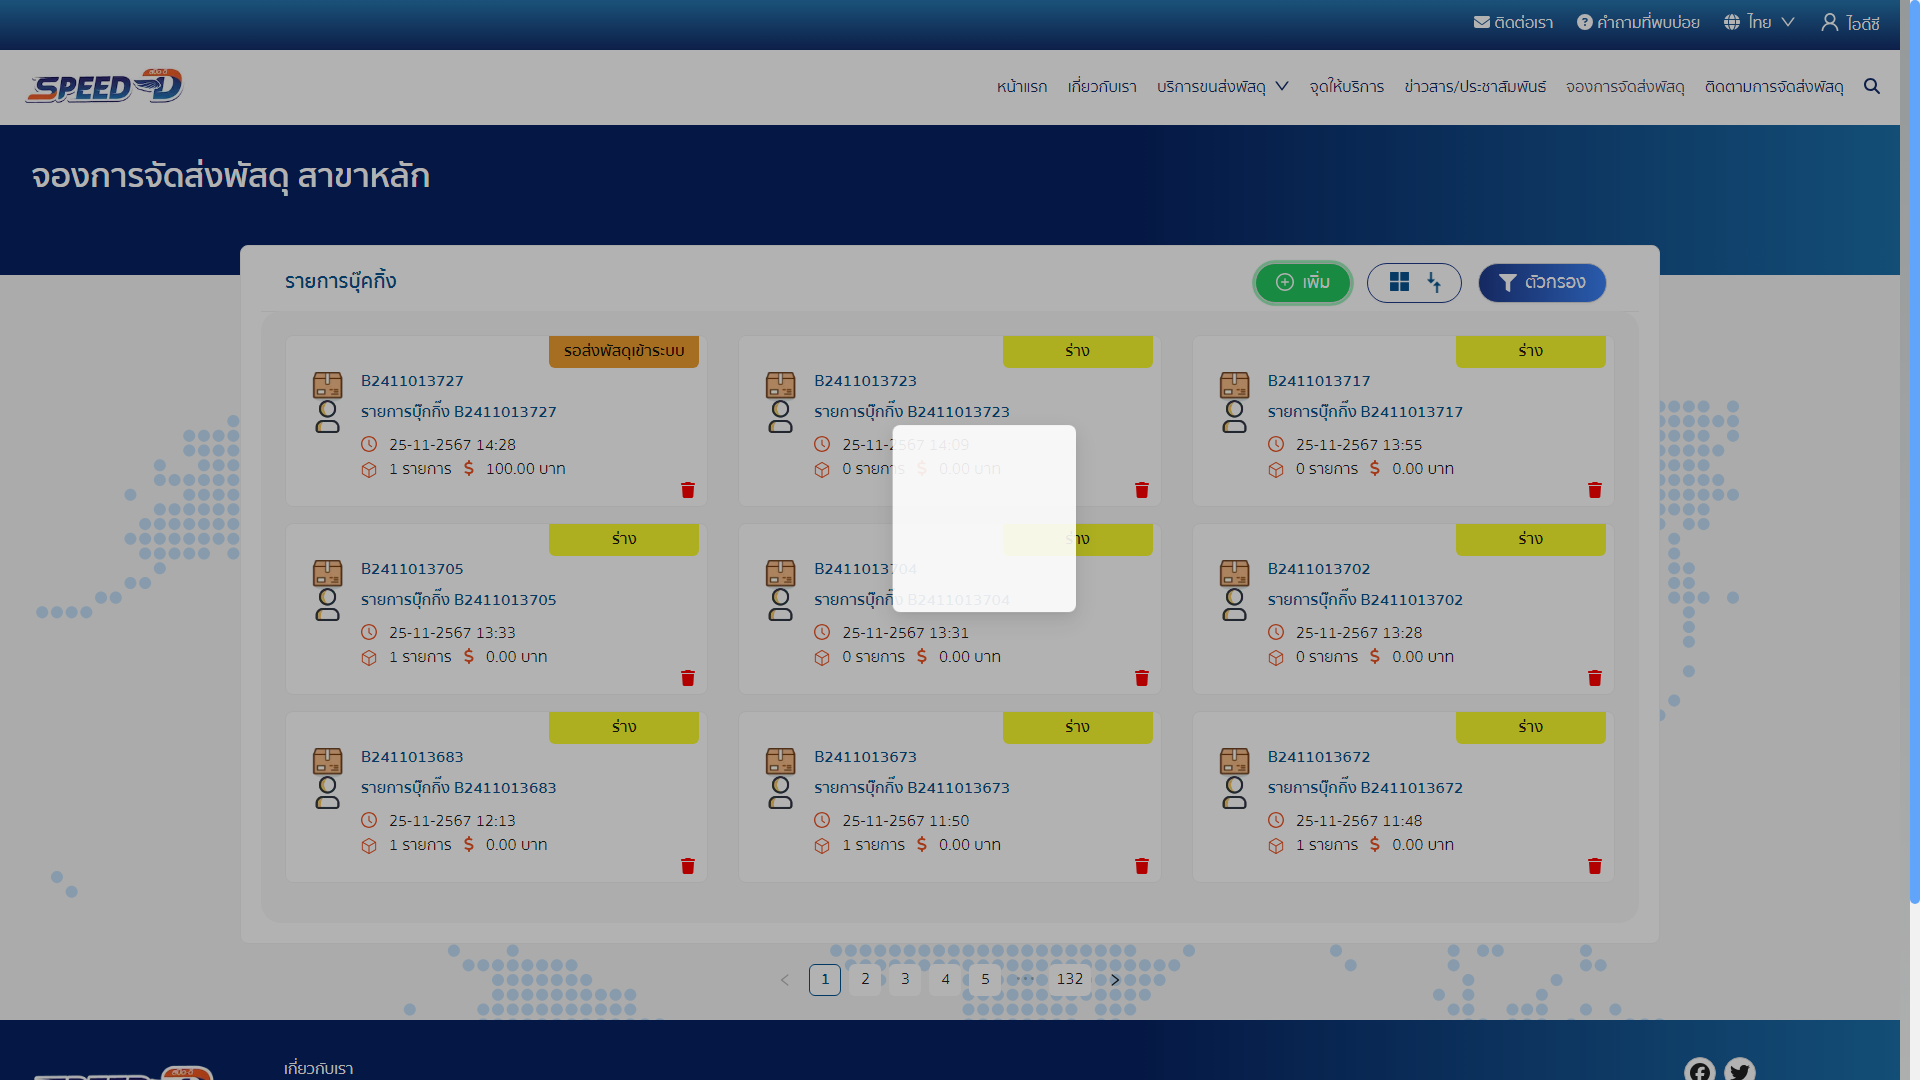 ติดต่อเรา คำถามที่พบบ่อย ไทย ไอดีซี
สปีด-ดี
SPEED-D
หน้าแรก เกี่ยวกับเรา บริการขนส่งพัสดุ จุดให้บริการ ข่าวสาร/ประชาสัมพันธ์ จองการจัดส่งพัสดุ ติดตามการจัดส่งพัสดุ
จองการจัดส่งพัสดุ สาขาหลัก
รายการบุ๊คกิ้ง เพิ่ม ตัวกรอง
รอส่งพัสดุเข้าระบบ
B2411013727
รายการบุ๊กกิ๊ง B2411013727
25-11-2567 14:28
1 รายการ $ 100.00 บาท
ร่าง
B2411013723
รายการบุ๊กกิ๊ง B2411013723
25-11-2567 14:09
0 รายการ $ 0.00 บาท
ร่าง
B2411013717
รายการบุ๊กกิ๊ง B2411013717
25-11-2567 13:55
0 รายการ $ 0.00 บาท
ร่าง
B2411013705
รายการบุ๊กกิ๊ง B2411013705
25-11-2567 13:33
1 รายการ $ 0.00 บาท
ร่าง
B2411013704
รายการบุ๊กกิ๊ง B2411013704
25-11-2567 13:31
0 รายการ $ 0.00 บาท
ร่าง
B2411013702
รายการบุ๊กกิ๊ง B2411013702
25-11-2567 13:28
0 รายการ $ 0.00 บาท
ร่าง
B2411013683
รายการบุ๊กกิ๊ง B2411013683
25-11-2567 12:13
1 รายการ $ 0.00 บาท
ร่าง
B2411013673
รายการบุ๊กกิ๊ง B2411013673
25-11-2567 11:50
1 รายการ $ 0.00 บาท
ร่าง
B2411013672
รายการบุ๊กกิ๊ง B2411013672
25-11-2567 11:48
1 รายการ $ 0.00 บาท
< 1 2 3 4 5 ••• 132 >
เกี่ยวกับเรา
สปีด-ดี
SPEED-D